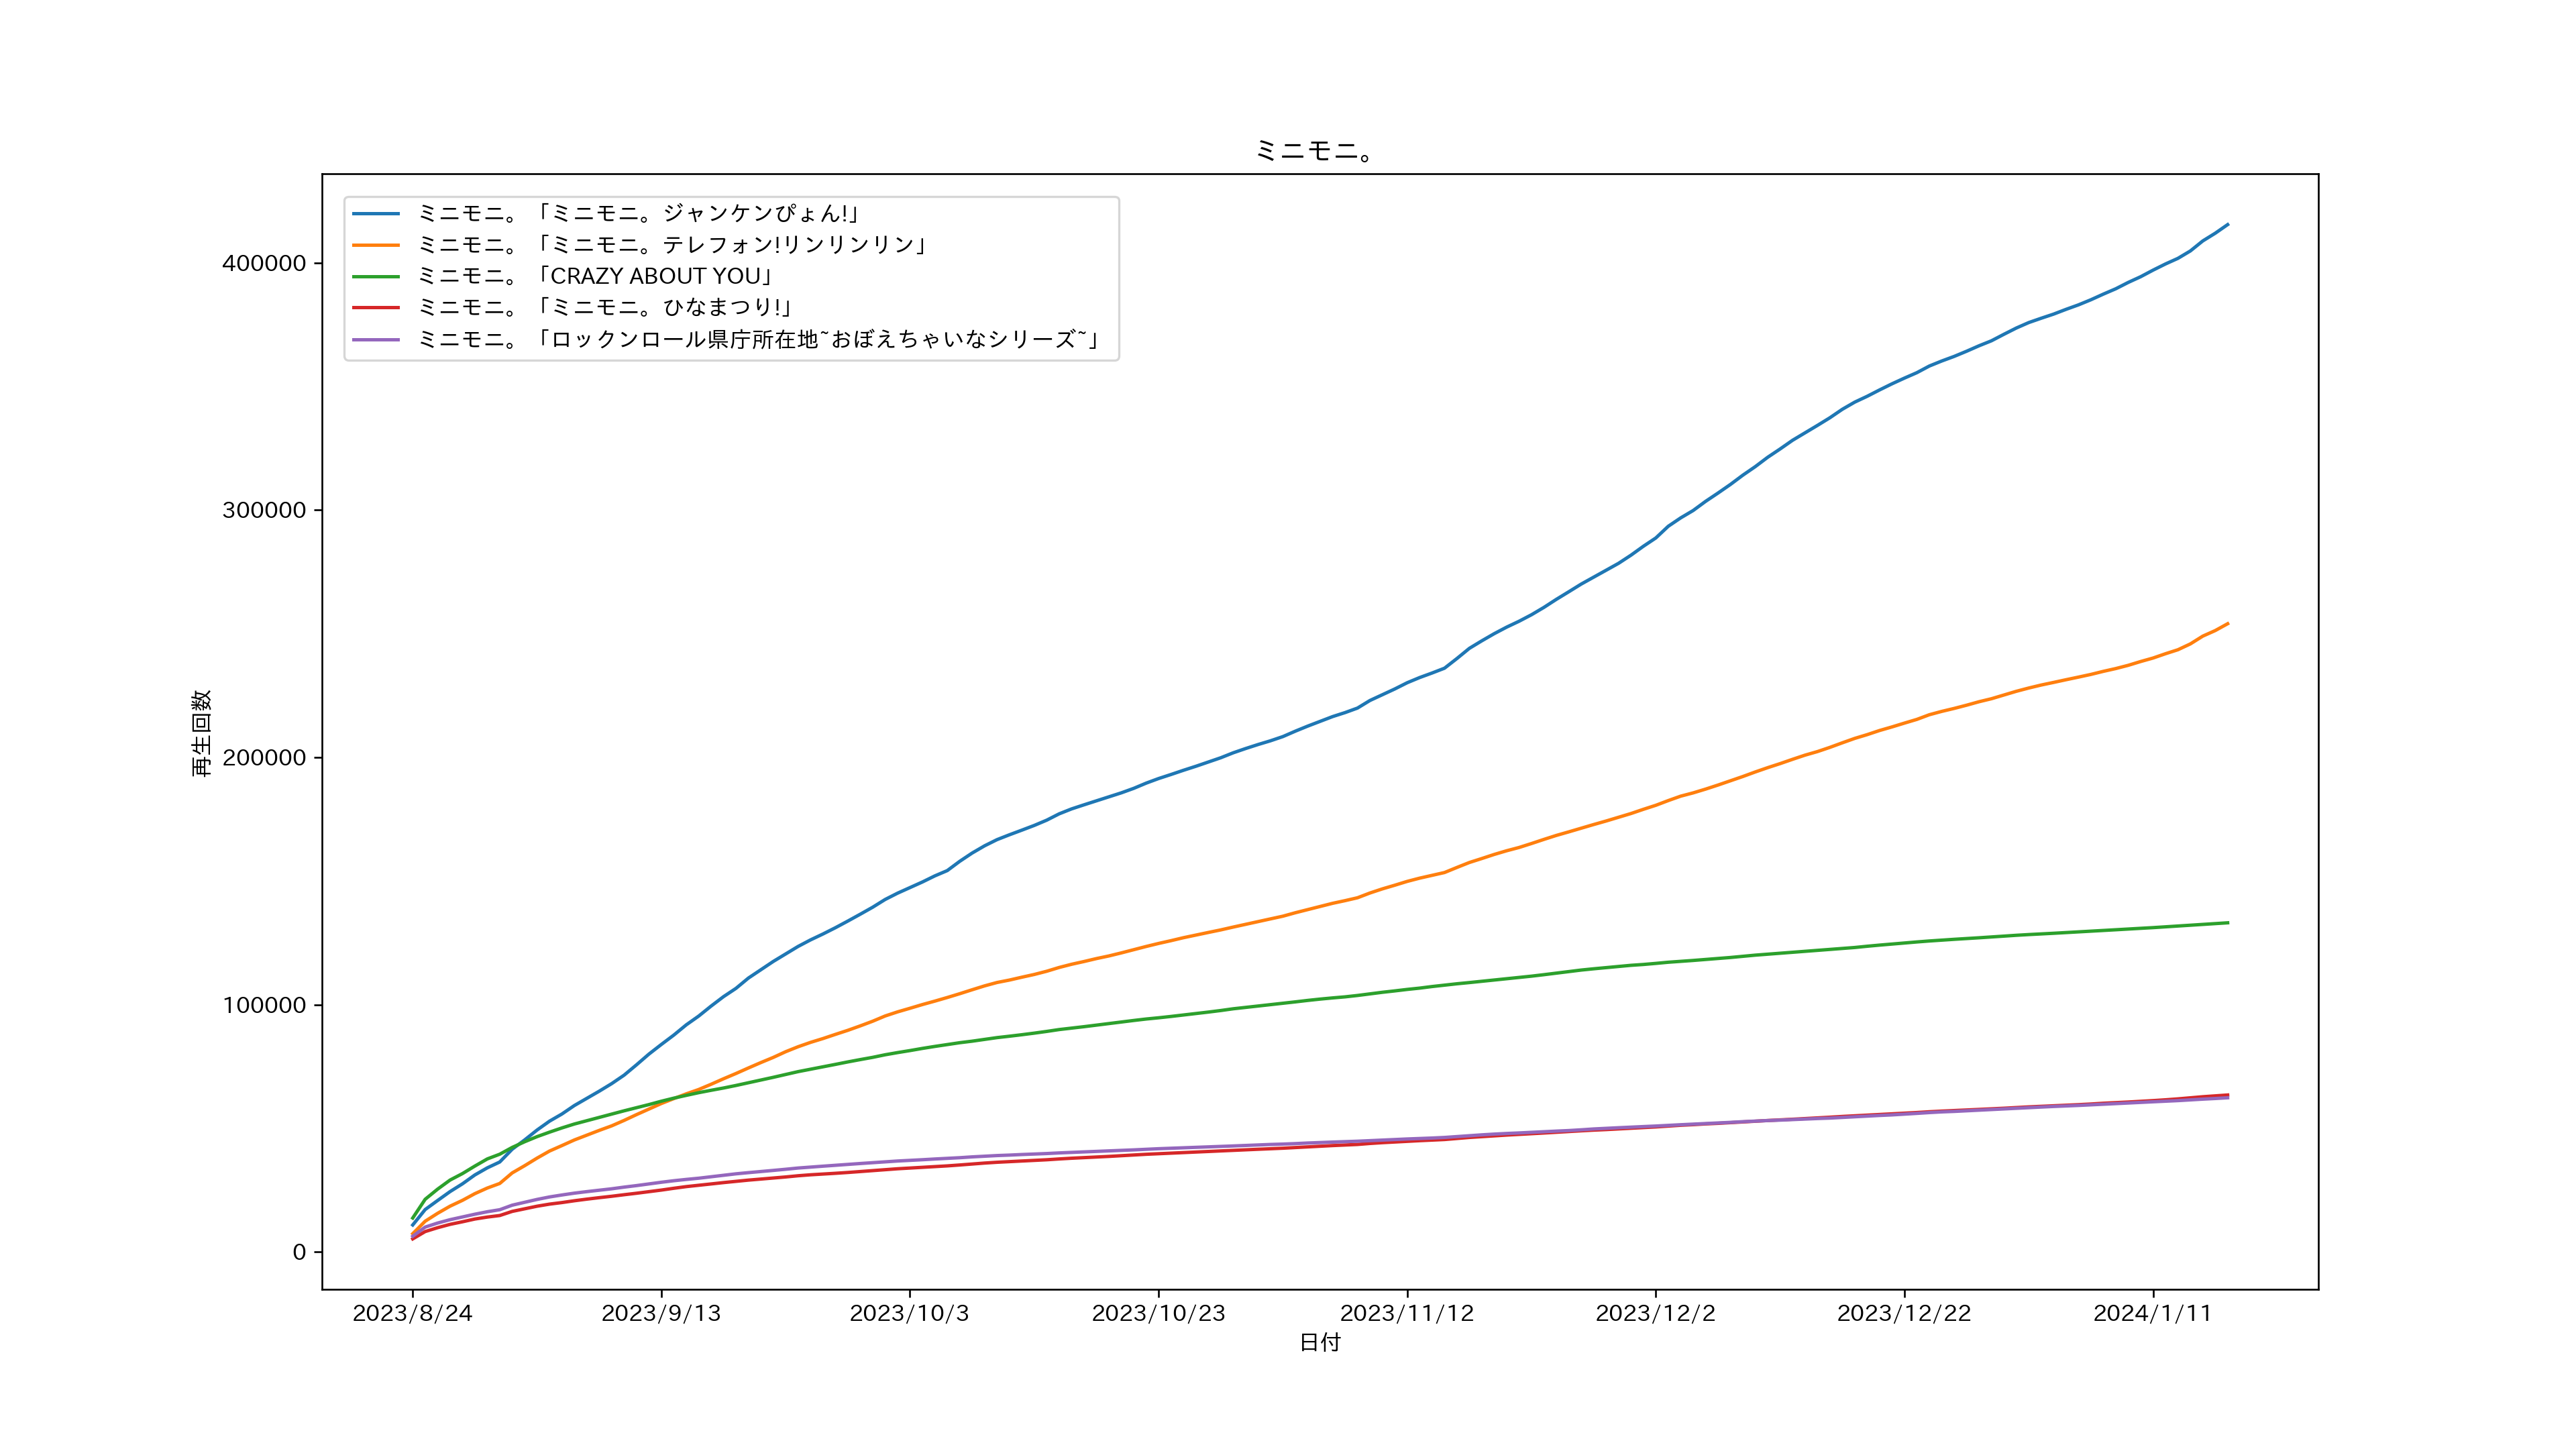 ミニモニ。
ミニモニ。「ミニモニ。ジャンケンぴょん!」
ミニモニ。「ミニモニ。テレフォン!リンリンリン」
ミニモニ。「CRAZY ABOUT YOU」
ミニモニ。「ミニモニ。ひなまつり!」
ミニモニ。「ロックンロール県庁所在地~おぼえちゃいなシリーズ~」
400000
300000
200000
100000
0
再生回数
2023/8/24
2023/9/13
2023/10/3
2023/10/23
2023/11/12
2023/12/2
2023/12/22
2024/1/11
日付